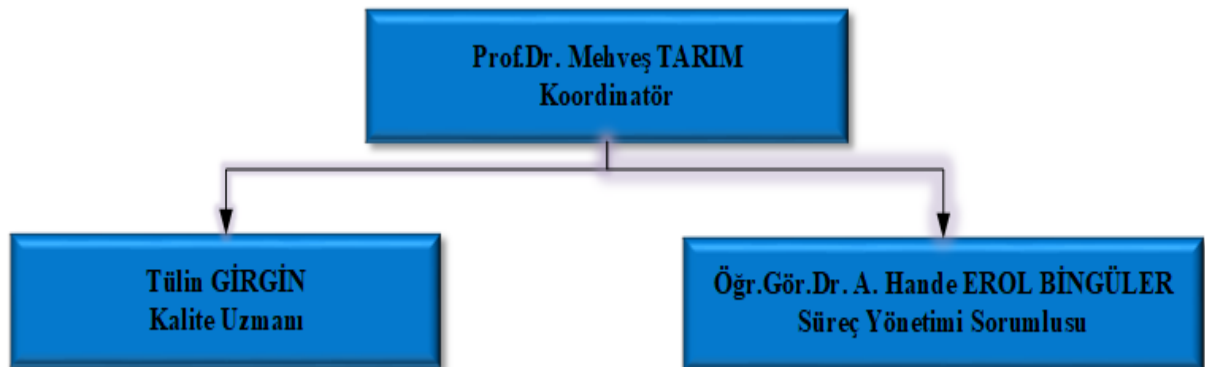 Prof.Dr. Mehveş TARIM
Koordinatör
Tülin GİRGİN
Kalite Uzmanı
Öğr.Gör.Dr. A. Hande EROL BİNGÜLER
Süreç Yönetimi Sorumlusu